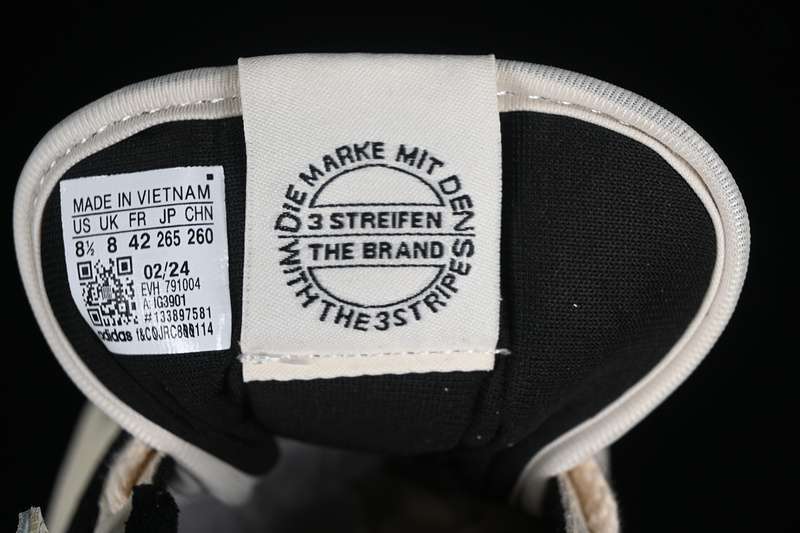 MADE IN VIETNAM
US UK FR JP CHN
8½ 8 42 265 260
02/24
EVH 791004
A: IG3901
#133897581
adidas
DIE MARKE MIT DEN
3 STREIFEN
THE BRAND
WITH THE 3 STRIPES